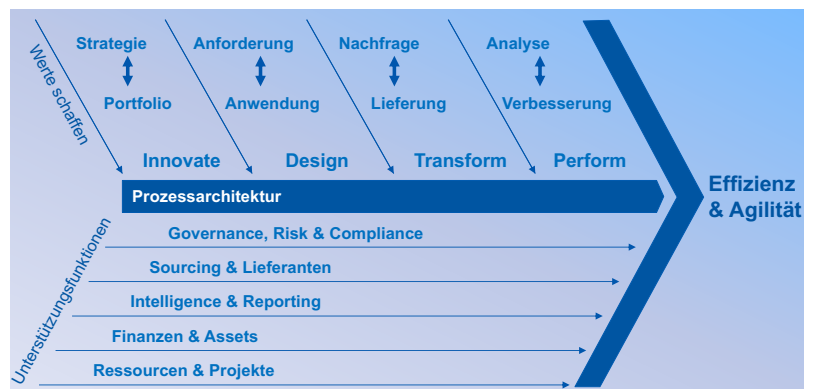 Strategie Anforderung Nachfrage Analyse
Werte schaffen
Portfolio Anwendung Lieferung Verbesserung
Innovate Design Transform Perform
Prozessarchitektur
Effizienz
& Agilität
Unterstützungsfunktionen
Governance, Risk & Compliance
Sourcing & Lieferanten
Intelligence & Reporting
Finanzen & Assets
Ressourcen & Projekte